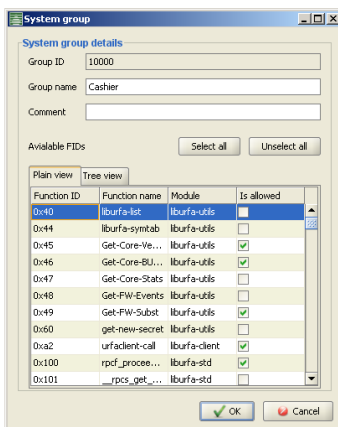 System group
System group details
Group ID 10000
Group name Cashier
Comment
Avialable FIDs Select all Unselect all
Plain view Tree view
Function ID Function name Module Is allowed
0x40 liburfa-list liburfa-utils
0x44 liburfa-symtab liburfa-utils
0x45 Get-Core-Ve... liburfa-utils
0x46 Get-Core-BU... liburfa-utils
0x47 Get-Core-Stats liburfa-utils
0x48 Get-FW-Events liburfa-utils
0x49 Get-FW-Subst liburfa-utils
0x60 get-new-secret liburfa-utils
0xa2 urfaclient-call liburfa-client
0x100 rpcf_procee... liburfa-std
0x101 __rpcs_get_... liburfa-std
OK Cancel